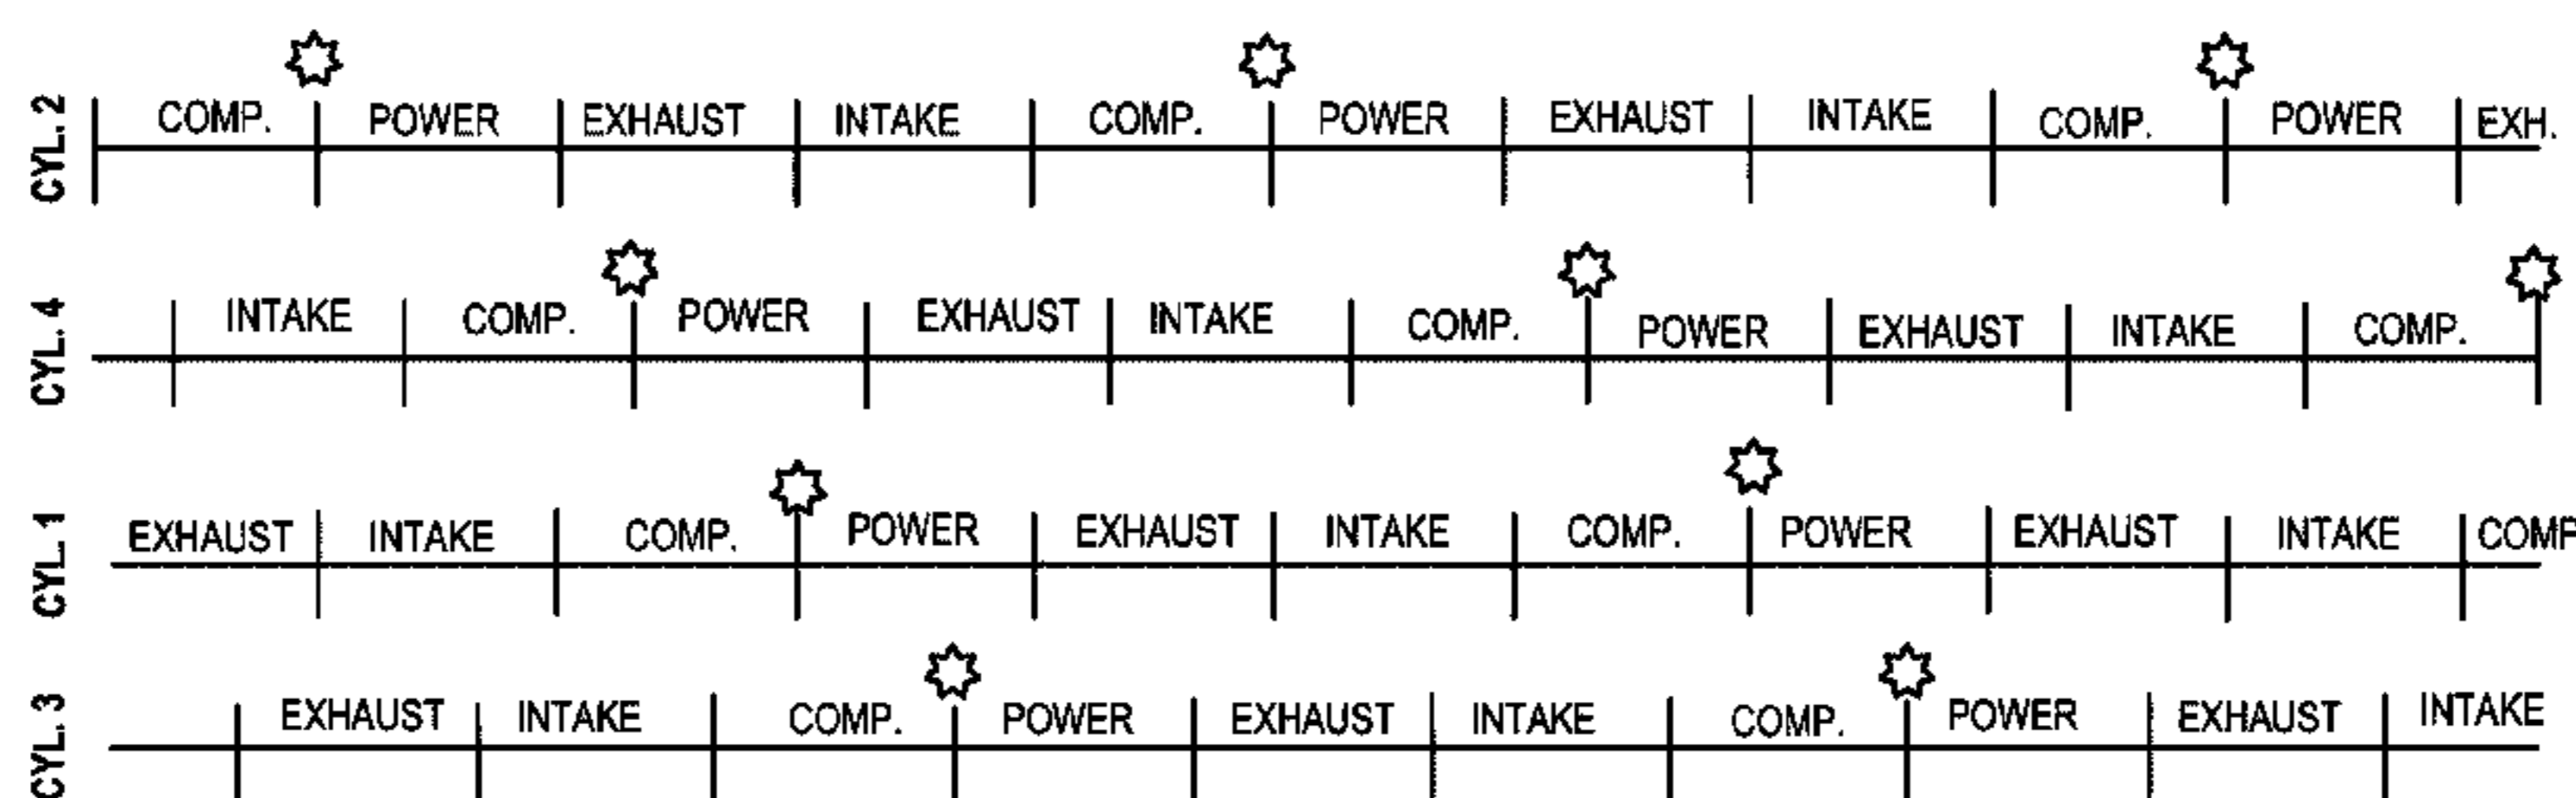 CYL. 2 COMP. POWER EXHAUST INTAKE COMP. POWER EXHAUST INTAKE COMP. POWER EXH.
CYL. 4 INTAKE COMP. POWER EXHAUST INTAKE COMP. POWER EXHAUST INTAKE COMP.
CYL. 1 EXHAUST INTAKE COMP. POWER EXHAUST INTAKE COMP. POWER EXHAUST INTAKE COMP
CYL. 3 EXHAUST INTAKE COMP. POWER EXHAUST INTAKE COMP. POWER EXHAUST INTAKE